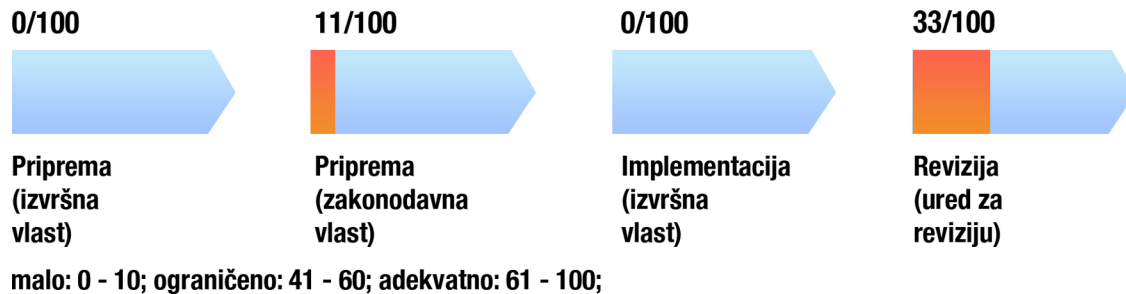 0/100
11/100
0/100
33/100
Priprema
(izvršna
vlast)
Priprema
(zakonodavna
vlast)
Implementacija
(izvršna
vlast)
Revizija
(ured za
reviziju)
malo: 0 - 10; ograničeno: 41 - 60; adekvatno: 61 - 100;